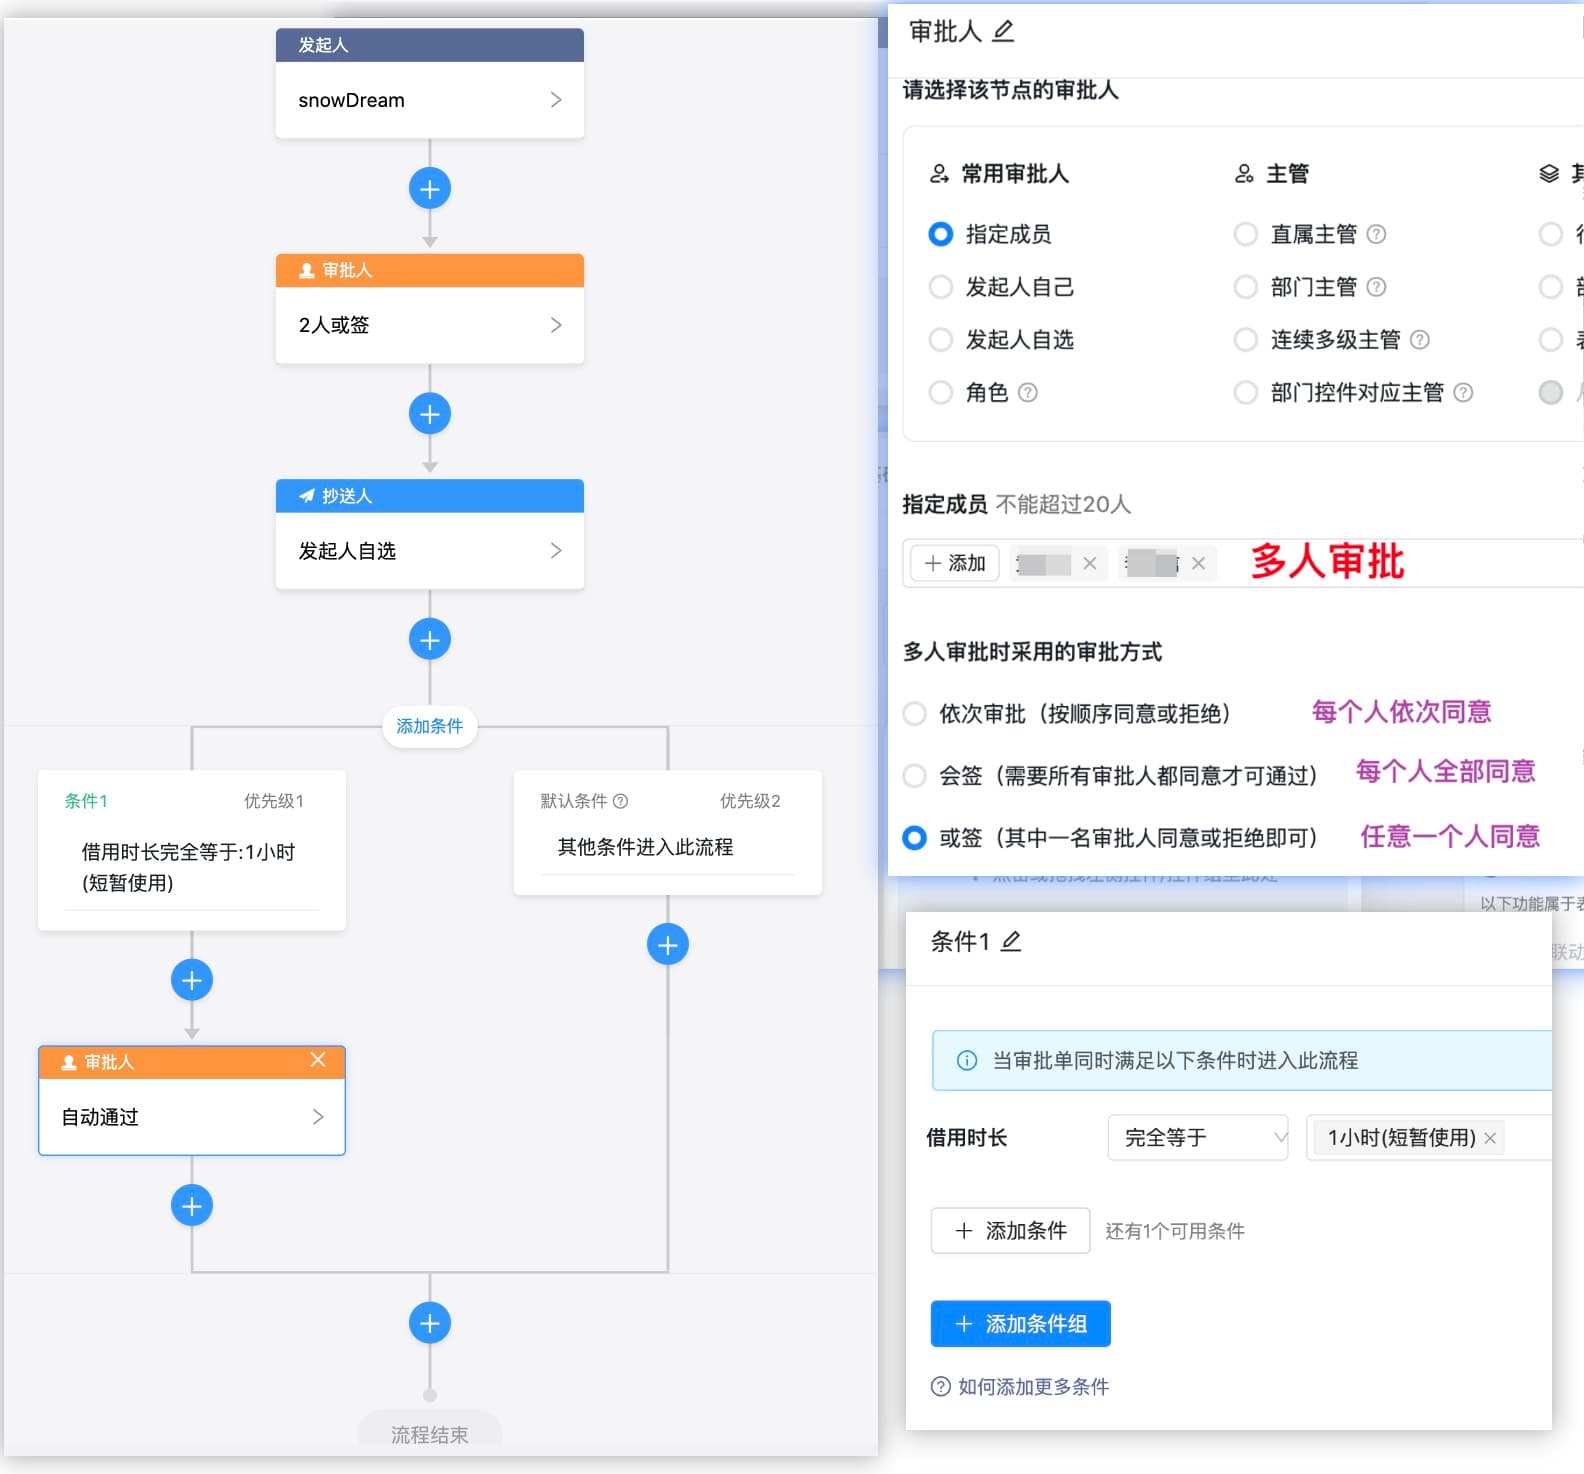 发起人
snowDream
审批人
2人或签
抄送人
发起人自选
添加条件
条件1 优先级1
借用时长完全等于:1小时
(短暂使用)
默认条件 优先级2
其他条件进入此流程
审批人
自动通过
流程结束
审批人
请选择该节点的审批人
常用审批人 主管
指定成员 直属主管
发起人自己 部门主管
发起人自选 连续多级主管
角色 部门控件对应主管
指定成员 不能超过20人
添加 多人审批
多人审批时采用的审批方式
依次审批（按顺序同意或拒绝） 每个人依次同意
会签（需要所有审批人都同意才可通过） 每个人全部同意
或签（其中一名审批人同意或拒绝即可） 任意一个人同意
以下功能属于表
联动
条件1
当审批单同时满足以下条件时进入此流程
借用时长 完全等于 1小时(短暂使用)
添加条件 还有1个可用条件
添加条件组
如何添加更多条件